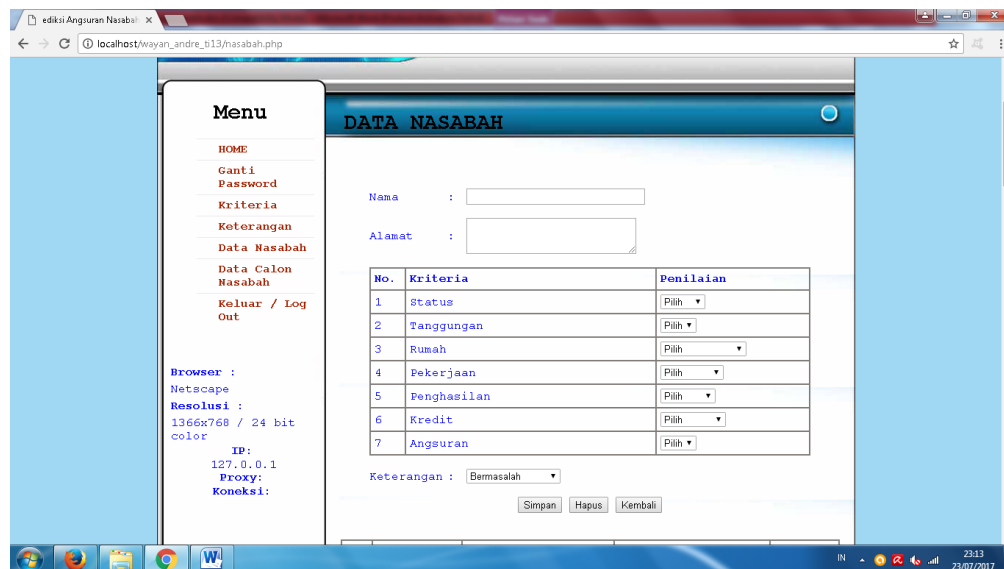 ediksi Angsuran Nasabah
localhost/wayan_andre_ti13/nasabah.php
Menu
HOME
Ganti
Password
Kriteria
Keterangan
Data Nasabah
Data Calon
Nasabah
Keluar / Log
Out
Browser :
Netscape
Resolusi :
1366x768 / 24 bit
color
IP:
127.0.0.1
Proxy:
Koneksi:
DATA NASABAH
Nama :
Alamat :
No. Kriteria Penilaian
1 Status Pilih
2 Tanggungan Pilih
3 Rumah Pilih
4 Pekerjaan Pilih
5 Penghasilan Pilih
6 Kredit Pilih
7 Angsuran Pilih
Keterangan : Bermasalah
Simpan Hapus Kembali
IN
23:13
23/07/2017